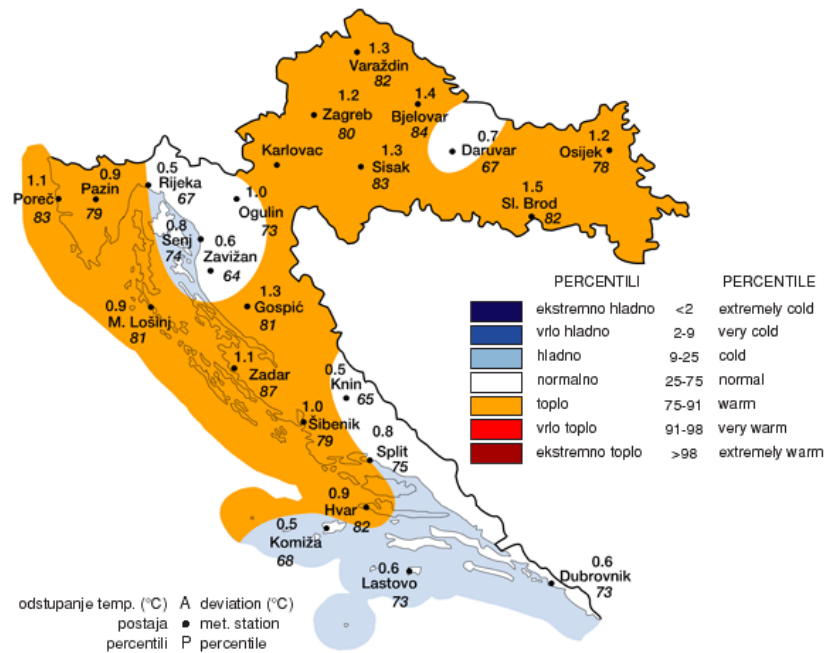 1.3
Varaždin
82
1.4
Bjelovar
84
1.2
Zagreb
80
0.7
Daruvar
67
1.2
Osijek
78
Karlovac
1.3
Sisak
83
1.5
Sl. Brod
82
1.1
Poreč
83
0.9
Pazin
79
0.5
Rijeka
67
1.0
Ogulin
73
0.8
Senj
74
0.6
Zavižan
64
0.9
M. Lošinj
81
1.3
Gospić
81
1.1
Zadar
87
0.5
Knin
65
1.0
Šibenik
79
0.8
Split
75
0.9
Hvar
82
0.5
Komiža
68
0.6
Lastovo
73
0.6
Dubrovnik
73
PERCENTILI PERCENTILE
ekstremno hladno <2 extremely cold
vrlo hladno 2-9 very cold
hladno 9-25 cold
normalno 25-75 normal
toplo 75-91 warm
vrlo toplo 91-98 very warm
ekstremno toplo >98 extremely warm
odstupanje temp. (°C) A deviation (°C)
postaja ● met. station
percentili P percentile